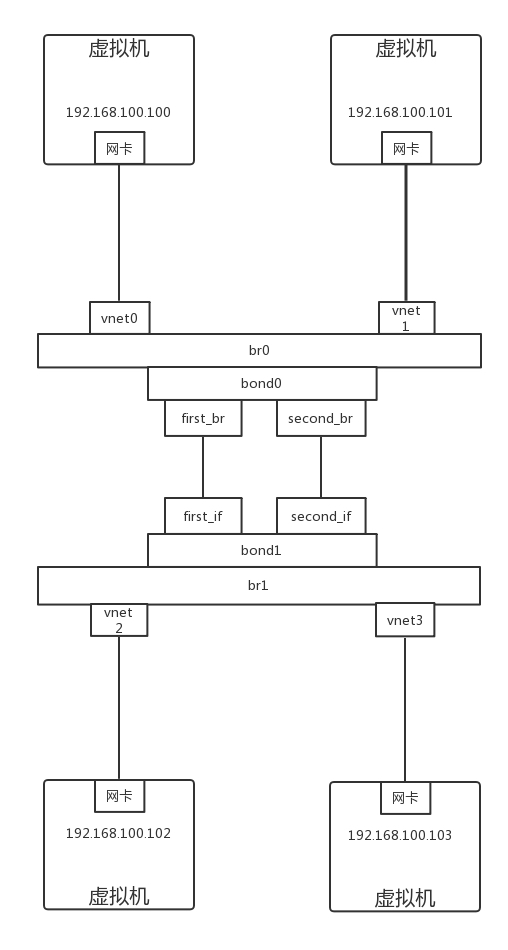 虚拟机
虚拟机
192.168.100.100
192.168.100.101
网卡
网卡
vnet0
vnet
1
br0
bond0
first_br
second_br
first_if
second_if
bond1
br1
vnet
2
vnet3
网卡
网卡
192.168.100.102
192.168.100.103
虚拟机
虚拟机